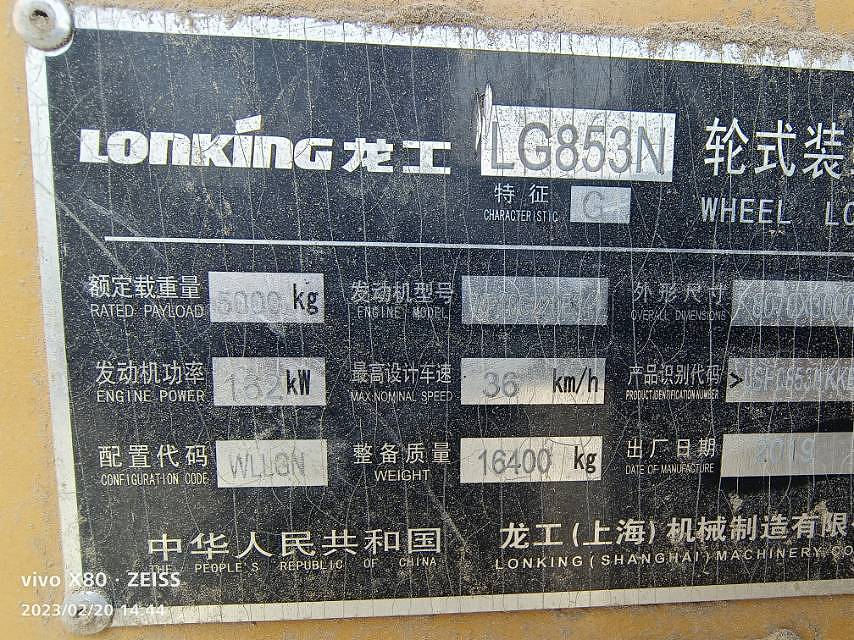 LONKING 龙工 LG853N 轮式装
特征 G
CHARACTERISTIC
WHEEL LO
额定载重量 5000 kg 发动机型号 外形尺寸
RATED PAYLOAD ENGINE MODEL OVERALL DIMENSIONS
发动机功率 162 kW 最高设计车速 36 km/h 产品识别代码
ENGINE POWER MAX NOMINAL SPEED PRODUCT IDENTIFICATION NUMBER
配置代码 WLLGN 整备质量 16400 kg 出厂日期 2019
CONFIGURATION CODE WEIGHT DATE OF MANUFACTURE
中华人民共和国 龙工(上海)机械制造有限
THE PEOPLE'S REPUBLIC OF CHINA LONKING(SHANGHAI)MACHINERY CO
vivo X80 · ZEISS
2023/02/20 14:44